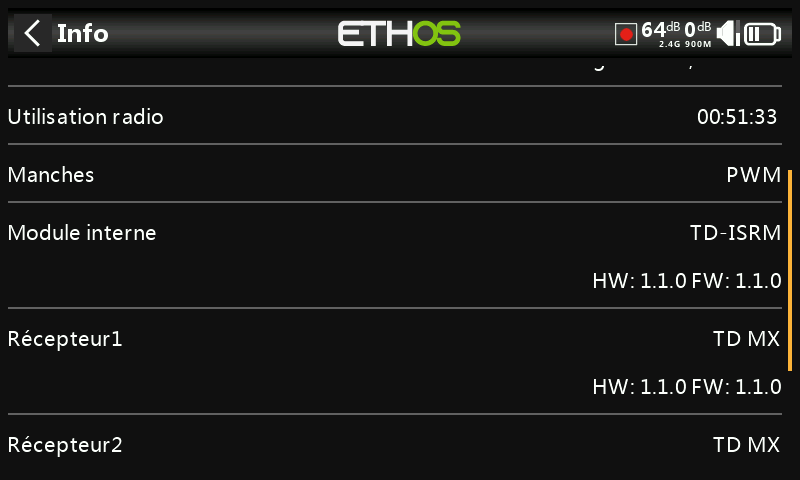 Info
ETHOS
64dB 0dB
2.4G 900M
Utilisation radio 00:51:33
Manches PWM
Module interne TD-ISRM
HW: 1.1.0 FW: 1.1.0
Récepteur1 TD MX
HW: 1.1.0 FW: 1.1.0
Récepteur2 TD MX